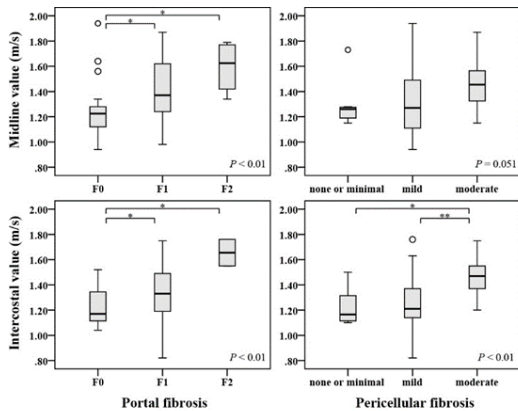 Midline value (m/s)
2.00
1.80
1.60
1.40
1.20
1.00
.80
*
*
P < 0.01
F0 F1 F2
2.00
1.80
1.60
1.40
1.20
1.00
.80
P = 0.051
none or minimal mild moderate
Intercostal value (m/s)
2.00
1.80
1.60
1.40
1.20
1.00
.80
*
*
P < 0.01
F0 F1 F2
Portal fibrosis
2.00
1.80
1.60
1.40
1.20
1.00
.80
*
**
P < 0.01
none or minimal mild moderate
Pericellular fibrosis